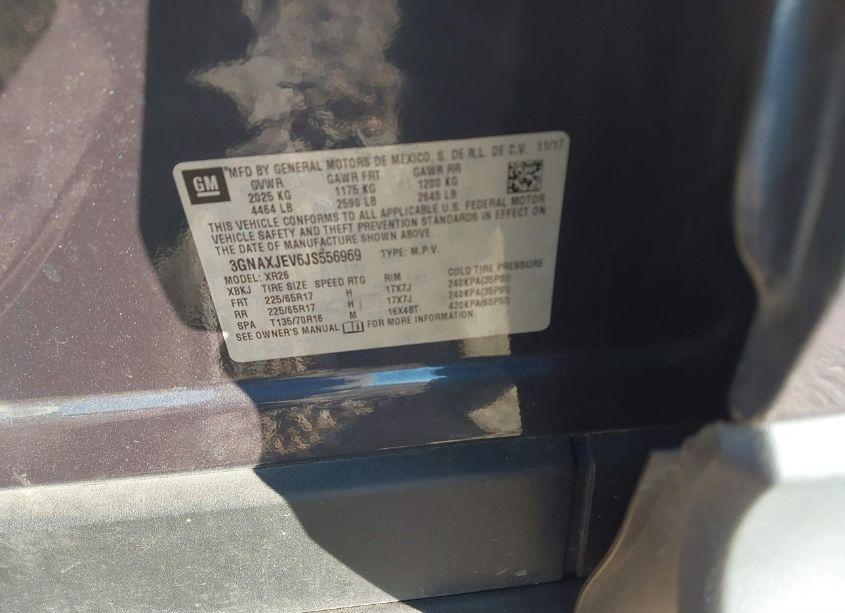 GM
*MFD BY GENERAL MOTORS DE MEXICO, S. DE R.L. DE C.V. 11/17
GVWR GAWR FRT GAWR RR
2025 KG 1175 KG 1200 KG
4464 LB 2590 LB 2645 LB
THIS VEHICLE CONFORMS TO ALL APPLICABLE U.S. FEDERAL MOTOR
VEHICLE SAFETY AND THEFT PREVENTION STANDARDS IN EFFECT ON
THE DATE OF MANUFACTURE SHOWN ABOVE.
3GNAXJEV6JS556969 TYPE: M.P.V.
MODEL: XR26
XBKJ TIRE SIZE SPEED RTG RIM COLD TIRE PRESSURE
FRT 225/65R17 H 17X7J 240KPA(35PSI)
RR 225/65R17 H 17X7J 240KPA(35PSI)
SPA T135/70R16 M 16X4BT 420KPA(60PSI)
SEE OWNER'S MANUAL FOR MORE INFORMATION.